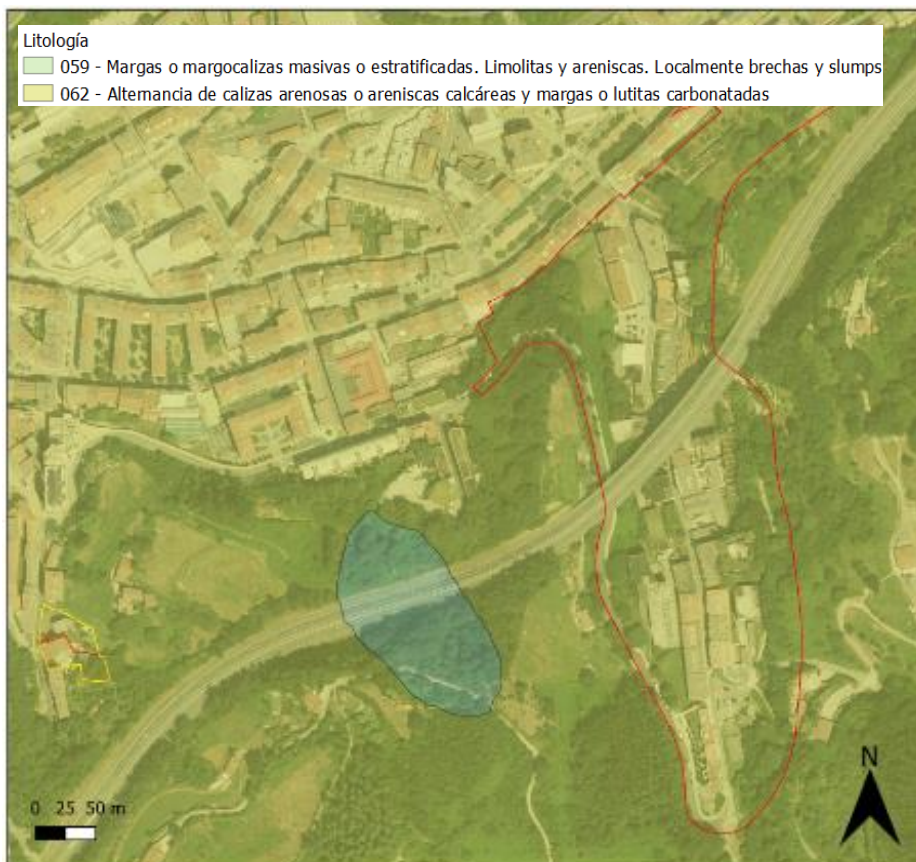 Litología
059 - Margas o margocalizas masivas o estratificadas. Limolitas y areniscas. Localmente brechas y slumps
062 - Alternancia de calizas arenosas o areniscas calcáreas y margas o lutitas carbonatadas
N
0 25 50 m